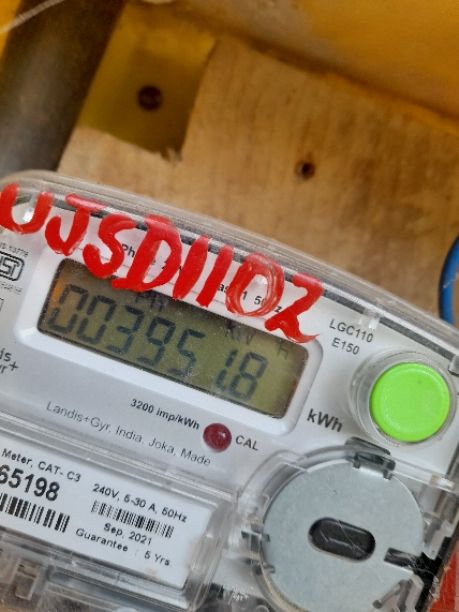 UJSD1102
LGC110
E150
003951.8
kWh
3200 imp/kWh
CAL
Landis+Gyr, India, Joka, Made
Meter, CAT- C3
65198
240V, 5-30 A, 50Hz
Sep, 2021
Guarantee : 5 Yrs.